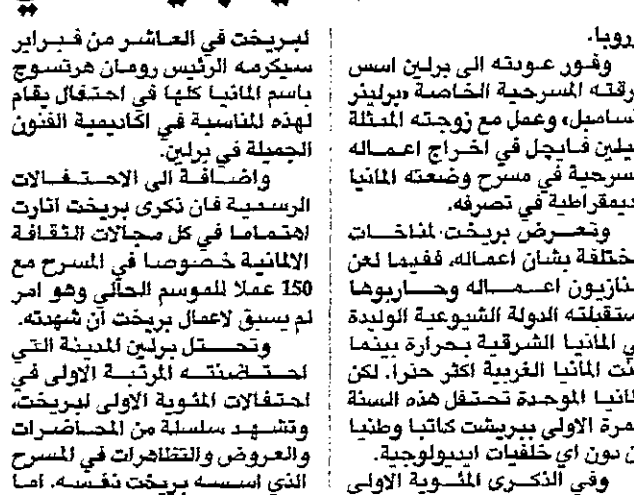 وروبا.
وفور عودته الى برلين اسس
رقته المسرحية الخاصة «برلينر
نسامبل» وعمل مع زوجته الممثلة
يلين فايجل في اخراج اعماله
مسرحية في مسرح وضعته المانيا
ديمقراطية في تصرفه.
وتعرض بريخت لمناخات
ختلفة بشان اعماله، ففيما لعن
نازيون اعماله وحاربوها
ستقبلته الدولة الشيوعية الوليدة
ي المانيا الشرقية بحرارة بينما
نت المانيا الغربية اكثر حذرا. لكن
لمانيا الموحدة تحتفل هذه السنة
مرة الاولى ببريشت كاتبا وطنيا
ن دون اي خلفيات ايديولوجية.
وفي الذكرى المئوية الاولى
لبريخت في العاشر من فبراير
سيكرمه الرئيس رومان هرتسوج
باسم المانيا كلها في احتفال يقام
لهذه المناسبة في اكاديمية الفنون
الجميلة في برلين.
واضافة الى الاحتفالات
الرسمية فان ذكرى بريخت اثارت
اهتماما في كل مجالات الثقافة
الالمانية خصوصا في المسرح مع
150 عملا للموسم الحالي وهو امر
لم يسبق لاعمال بريخت ان شهدته.
وتحتل برلين المدينة التي
احتضنته المرتبة الاولى في
احتفالات المئوية الاولى لبريخت،
وتشهد سلسلة من المحاضرات
والعروض والتظاهرات في المسرح
الذي اسسه بريخت نفسه. اما